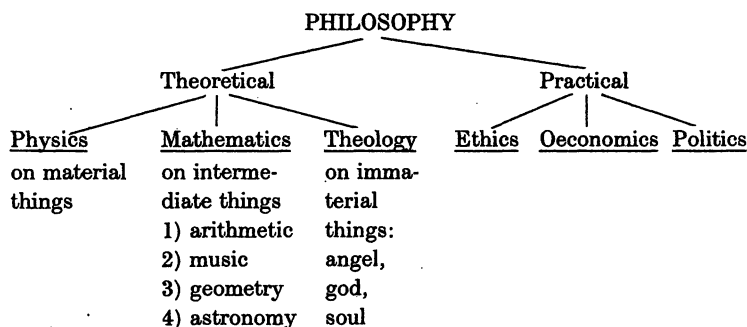 PHILOSOPHY
Theoretical Practical
Physics Mathematics Theology Ethics Oeconomics Politics
on material on interme- on imma-
things diate things terial
1) arithmetic things:
2) music angel,
3) geometry god,
4) astronomy soul